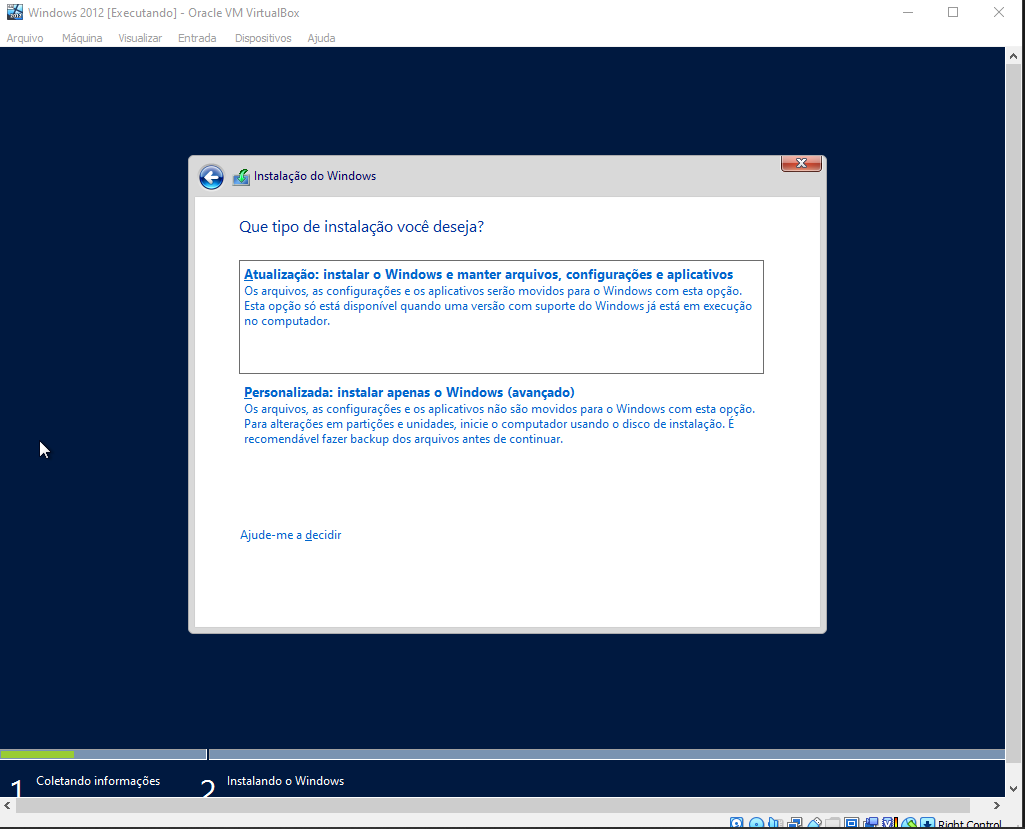 Windows 2012 [Executando] - Oracle VM VirtualBox
Arquivo Máquina Visualizar Entrada Dispositivos Ajuda
Instalação do Windows
Que tipo de instalação você deseja?
Atualização: instalar o Windows e manter arquivos, configurações e aplicativos
Os arquivos, as configurações e os aplicativos serão movidos para o Windows com esta opção.
Esta opção só está disponível quando uma versão com suporte do Windows já está em execução
no computador.
Personalizada: instalar apenas o Windows (avançado)
Os arquivos, as configurações e os aplicativos não são movidos para o Windows com esta opção.
Para alterações em partições e unidades, inicie o computador usando o disco de instalação. É
recomendável fazer backup dos arquivos antes de continuar.
Ajude-me a decidir
1 Coletando informações 2 Instalando o Windows
Right Control